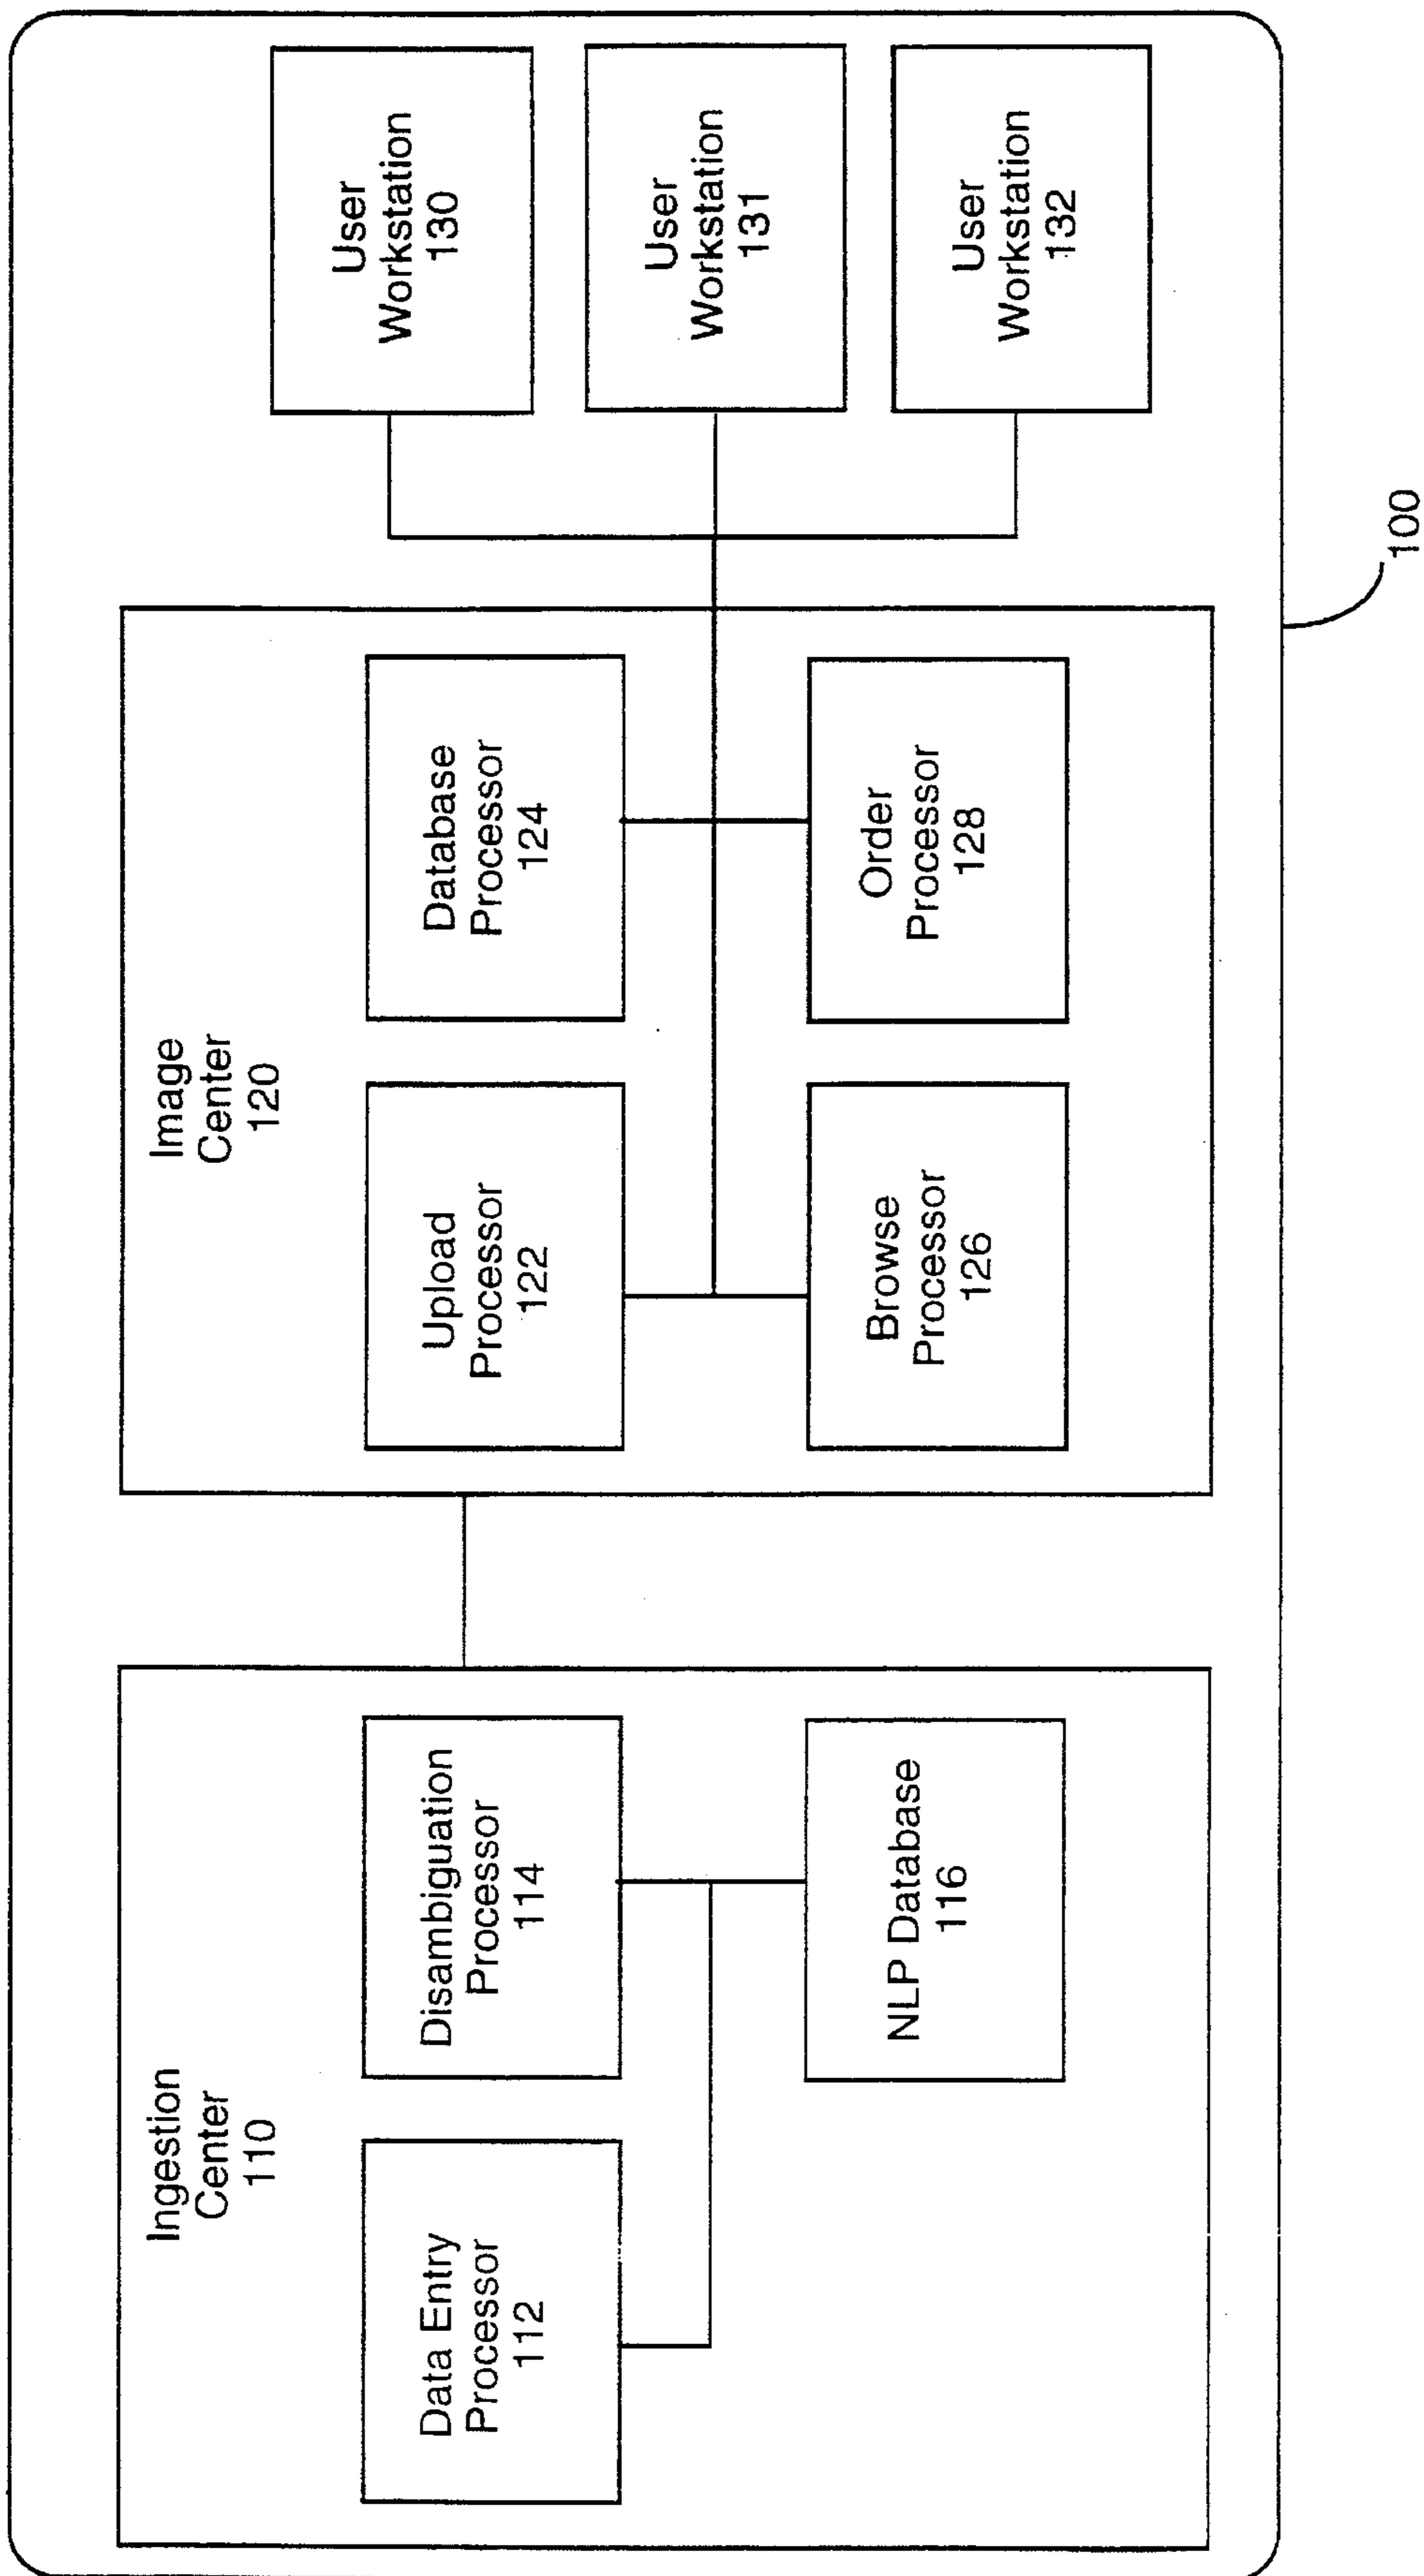 Ingestion
Center
110
Data Entry
Processor
112
Disambiguation
Processor
114
NLP Database
116
Image
Center
120
Upload
Processor
122
Database
Processor
124
Browse
Processor
126
Order
Processor
128
User
Workstation
130
User
Workstation
131
User
Workstation
132
100